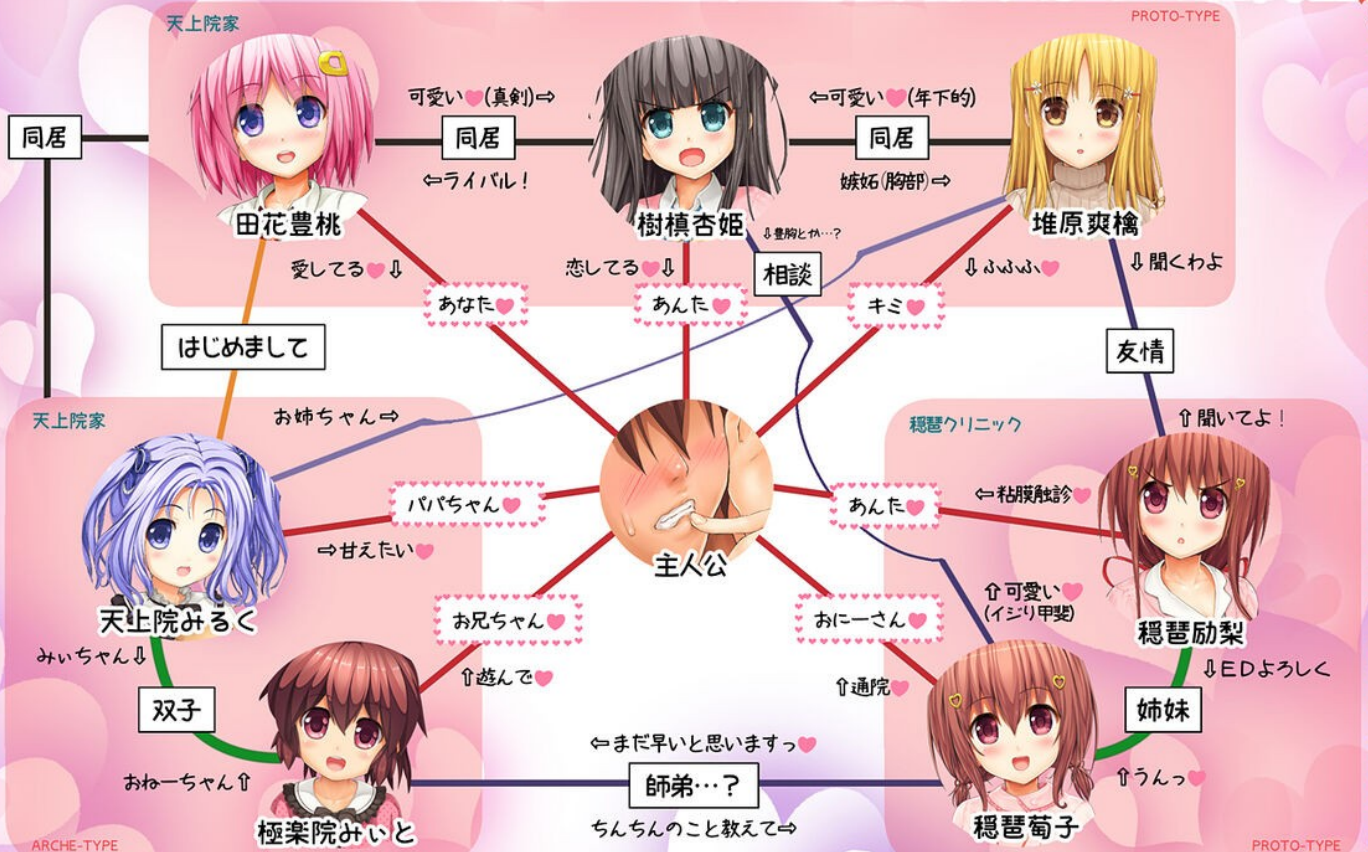 天上院家
PROTO-TYPE
同居
可愛い♥(真剣)⇨
同居
⇦ライバル！
⇦可愛い♥(年下的)
同居
嫉妬(胸部)⇨
田花豊桃
樹槙杏姫
堆原爽檎
愛してる♥⇩
恋してる♥⇩
⇩豊胸とか…？
相談
⇩ふふふ♥
⇩聞くわよ
あなた♥
あんた♥
キミ♥
はじめまして
友情
天上院家
お姉ちゃん⇨
穏琶クリニック
⇧聞いてよ！
パパちゃん♥
⇨甘えたい♥
あんた♥
⇦粘膜触診♥
主人公
天上院みるく
お兄ちゃん♥
おにーさん♥
⇧可愛い♥
(イジり甲斐)
穏琶励梨
みぃちゃん⇩
⇧遊んで♥
⇧通院♥
⇩EDよろしく
双子
姉妹
おねーちゃん⇧
⇦まだ早いと思いますっ♥
師弟…？
ちんちんのこと教えて⇨
⇧うんっ♥
極楽院みぃと
穏琶萄子
ARCHE-TYPE
PROTO-TYPE